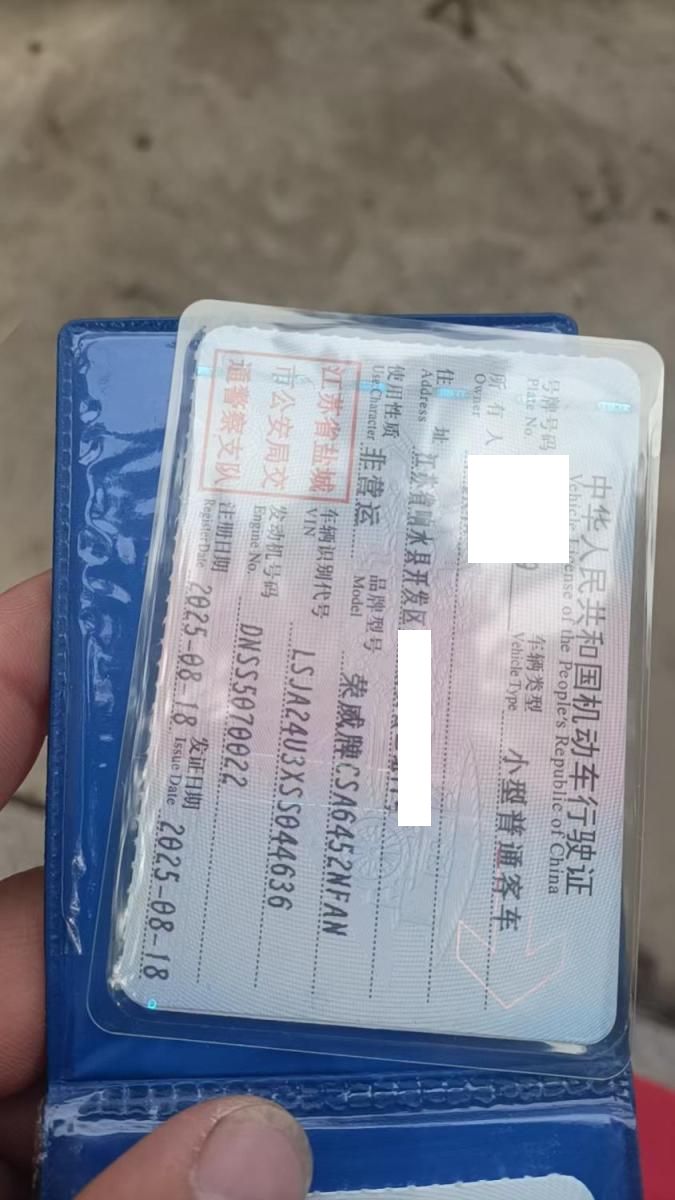 中华人民共和国机动车行驶证
Vehicle License of the People's Republic of China
号牌号码 车辆类型 小型普通客车
Plate No. Vehicle Type
所有人
Owner
住址 江苏省响水县开发区
Address
使用性质 非营运 品牌型号 荣威牌CSA6452NFAN
Use Character Model
江苏省盐城
市公安局交
通警察支队
车辆识别代号 LSJA24U3XSS044636
VIN
发动机号码 DNSS5070022
Engine No.
注册日期 2025-08-18 发证日期 2025-08-18
Register Date Issue Date